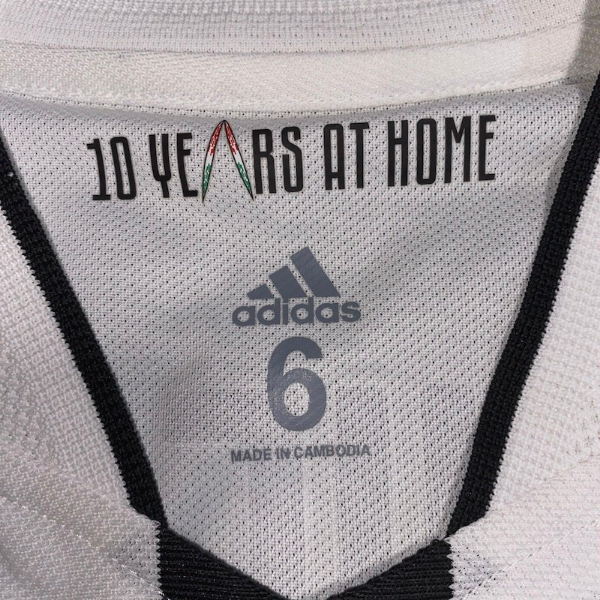 10 YEARS AT HOME
adidas
6
MADE IN CAMBODIA